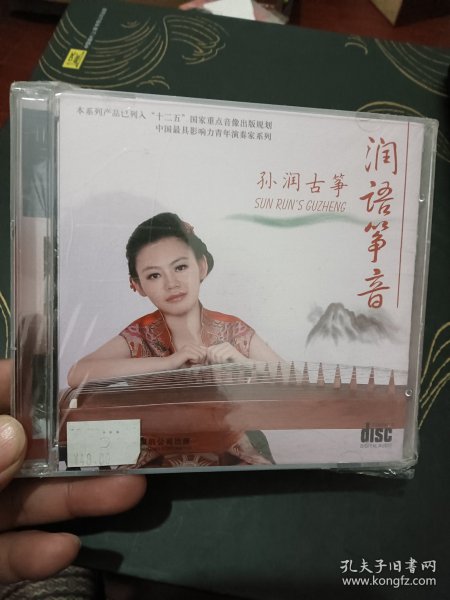 本系列产品已列入“十二五”国家重点音像出版规划
中国最具影响力青年演奏家系列
孙润古筝
SUN RUN'S GUZHENG
润语筝音
disc
DIGITAL AUDIO
孔夫子旧书网
www.kongfz.com